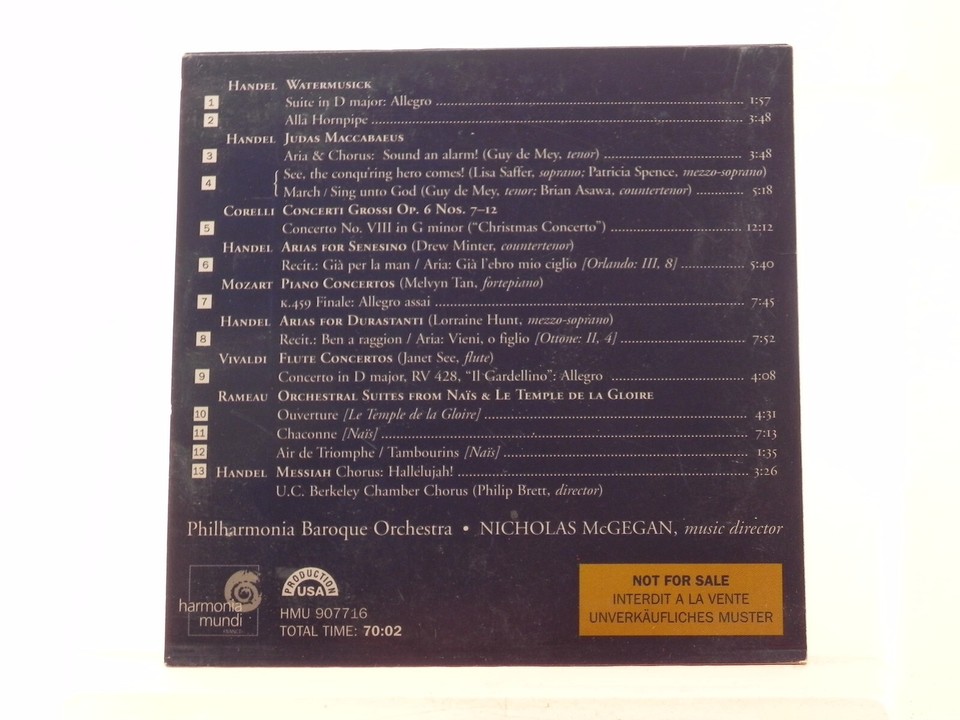 HANDEL WATERMUSICK
1 Suite in D major: Allegro 1:57
2 Alla Hornpipe 3:48
HANDEL JUDAS MACCABAEUS
3 Aria & Chorus: Sound an alarm! (Guy de Mey, tenor) 3:48
4 { See, the conqu'ring hero comes! (Lisa Saffer, soprano; Patricia Spence, mezzo-soprano)
March / Sing unto God (Guy de Mey, tenor; Brian Asawa, countertenor) 5:18
CORELLI CONCERTI GROSSI OP. 6 NOS. 7–12
5 Concerto No. VIII in G minor ("Christmas Concerto") 12:12
HANDEL ARIAS FOR SENESINO (Drew Minter, countertenor)
6 Recit.: Già per la man / Aria: Già l'ebro mio ciglio [Orlando: III, 8] 5:40
MOZART PIANO CONCERTOS (Melvyn Tan, fortepiano)
7 K.459 Finale: Allegro assai 7:45
HANDEL ARIAS FOR DURASTANTI (Lorraine Hunt, mezzo-soprano)
8 Recit.: Ben a raggion / Aria: Vieni, o figlio [Ottone: II, 4] 7:52
VIVALDI FLUTE CONCERTOS (Janet See, flute)
9 Concerto in D major, RV 428, "Il Gardellino": Allegro 4:08
RAMEAU ORCHESTRAL SUITES FROM NAÏS & LE TEMPLE DE LA GLOIRE
10 Ouverture [Le Temple de la Gloire] 4:31
11 Chaconne [Naïs] 7:13
12 Air de Triomphe / Tambourins [Naïs] 1:35
13 HANDEL MESSIAH Chorus: Hallelujah! 3:26
U.C. Berkeley Chamber Chorus (Philip Brett, director)
Philharmonia Baroque Orchestra • NICHOLAS McGEGAN, music director
harmonia
mundi
FRANCE
PRODUCTION
USA
HMU 907716
TOTAL TIME: 70:02
NOT FOR SALE
INTERDIT A LA VENTE
UNVERKÄUFLICHES MUSTER